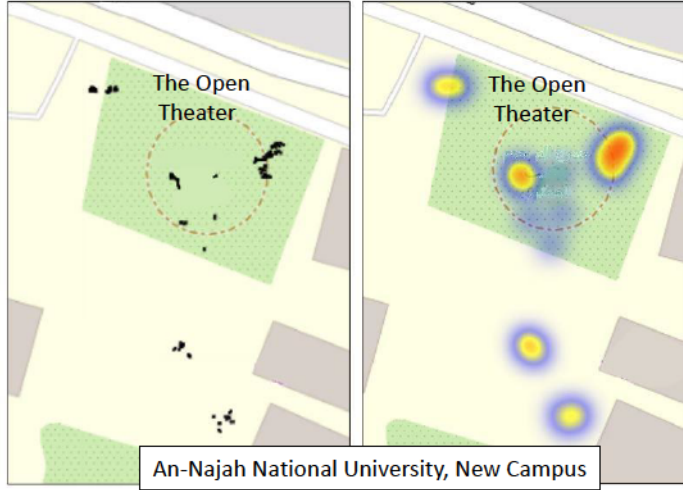 The Open
Theater
The Open
Theater
An-Najah National University, New Campus